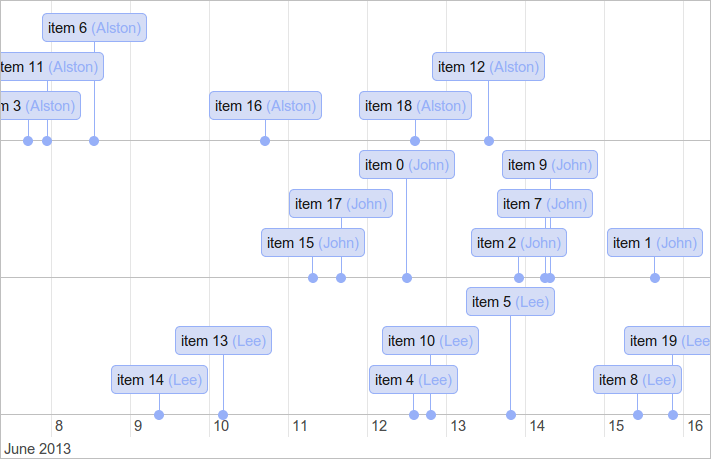 item 6 (Alston)
tem 11 (Alston)
item 12 (Alston)
m 3 (Alston)
item 16 (Alston)
item 18 (Alston)
item 0 (John)
item 9 (John)
item 17 (John)
item 7 (John)
item 15 (John)
item 2 (John)
item 1 (John)
item 5 (Lee)
item 13 (Lee)
item 10 (Lee)
item 19 (Lee
item 14 (Lee)
item 4 (Lee)
item 8 (Lee)
8 9 10 11 12 13 14 15 16
June 2013